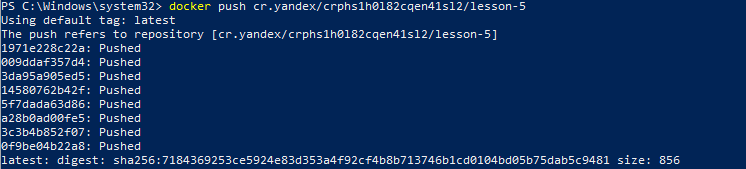 PS C:\Windows\system32> docker push cr.yandex/crphs1h0l82cqen41sl2/lesson-5
Using default tag: latest
The push refers to repository [cr.yandex/crphs1h0l82cqen41sl2/lesson-5]
1971e228c22a: Pushed
009ddaf357d4: Pushed
3da95a905ed5: Pushed
14580762b42f: Pushed
5f7dada63d86: Pushed
a28b0ad00fe5: Pushed
3c3b4b852f07: Pushed
0f9be04b22a8: Pushed
latest: digest: sha256:7184369253ce5924e83d353a4f92cf4b8b713746b1cd0104bd05b75dab5c9481 size: 856